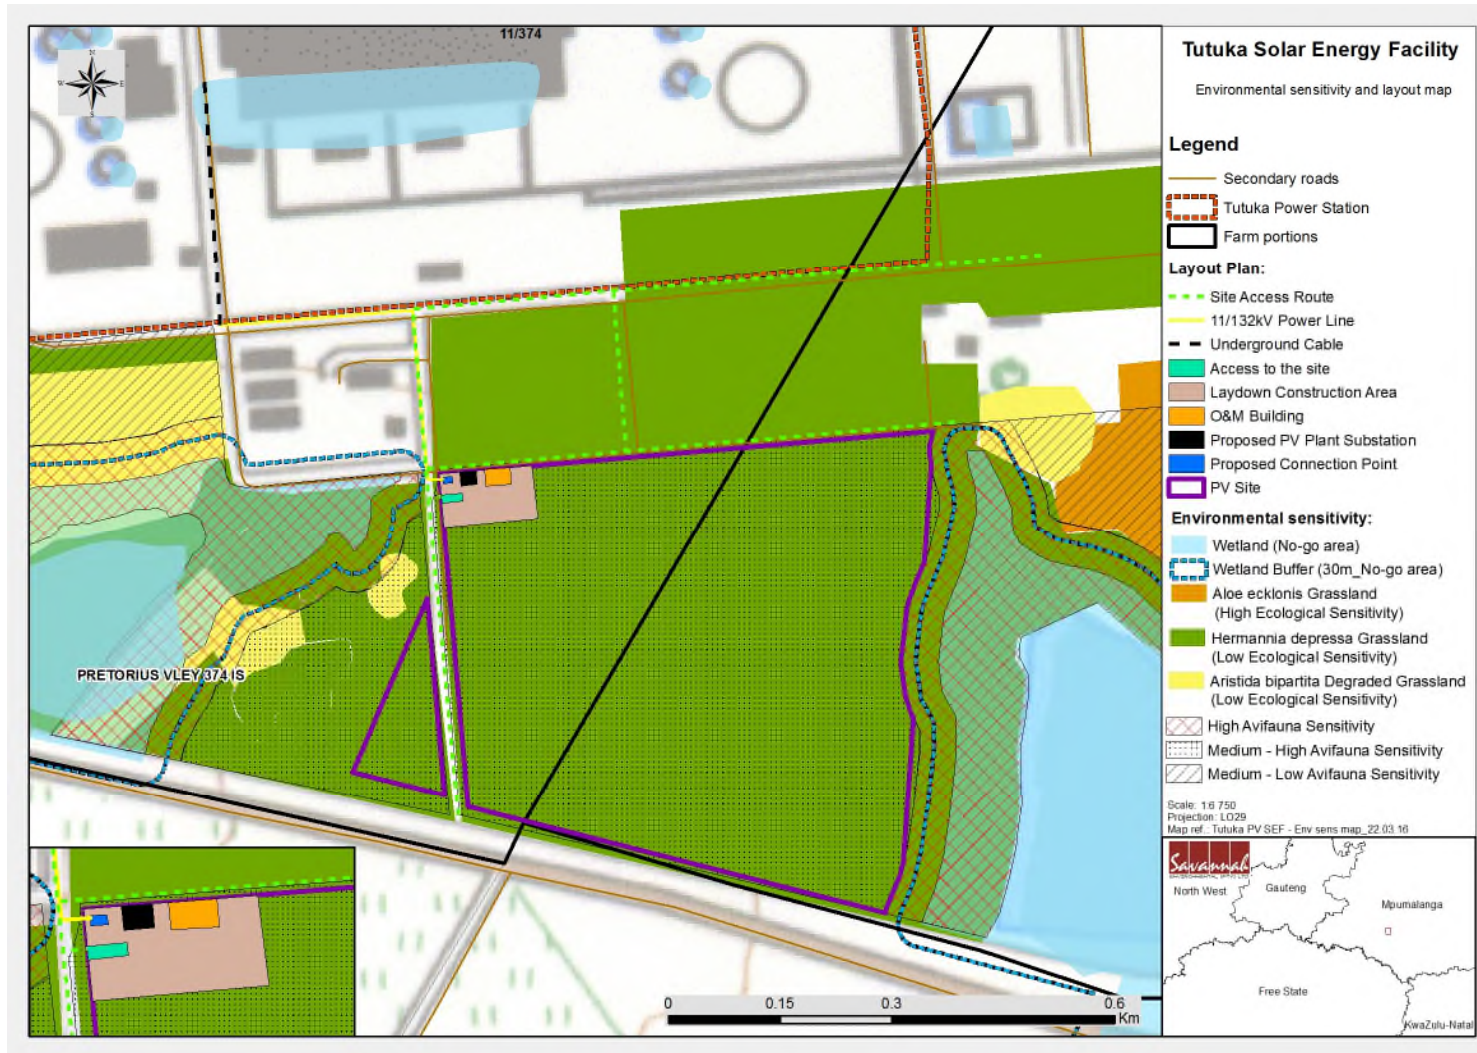 11/374
N
W
E
S
PRETORIUS VLEY 374 IS
0
0.15
0.3
0.6
Km
Tutuka Solar Energy Facility
Environmental sensitivity and layout map
Legend
Secondary roads
Tutuka Power Station
Farm portions
Layout Plan:
Site Access Route
11/132kV Power Line
Underground Cable
Access to the site
Laydown Construction Area
O&M Building
Proposed PV Plant Substation
Proposed Connection Point
PV Site
Environmental sensitivity:
Wetland (No-go area)
Wetland Buffer (30m_No-go area)
Aloe ecklonis Grassland
(High Ecological Sensitivity)
Hermannia depressa Grassland
(Low Ecological Sensitivity)
Aristida bipartita Degraded Grassland
(Low Ecological Sensitivity)
High Avifauna Sensitivity
Medium - High Avifauna Sensitivity
Medium - Low Avifauna Sensitivity
Scale: 1:6 750
Projection: LO29
Map ref.: Tutuka PV SEF - Env sens map_22.03.16
Savannah
North West
Gauteng
Mpumalanga
Free State
KwaZulu-Natal